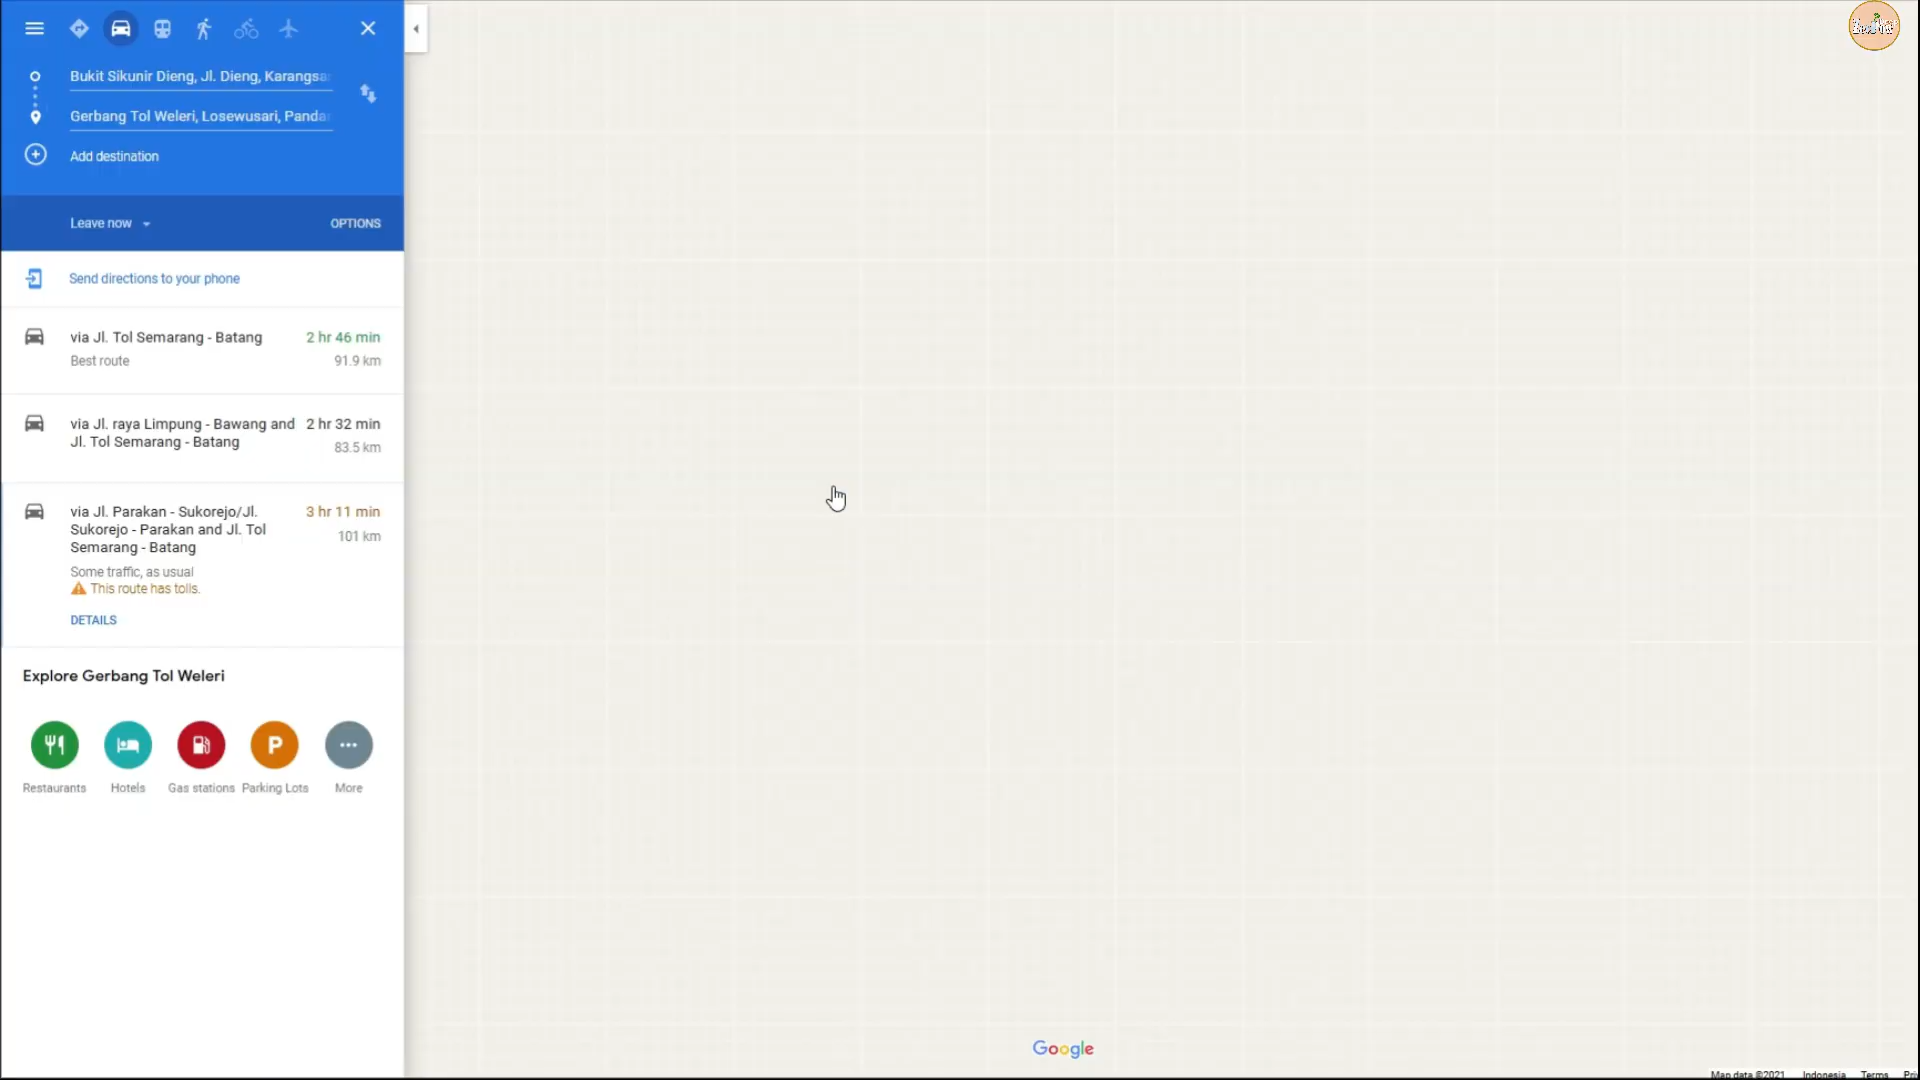 Bukit Sikunir Dieng, Jl. Dieng, Karangsa
Gerbang Tol Weleri, Losewusari, Panda
Add destination
Leave now
OPTIONS
Send directions to your phone
via Jl. Tol Semarang - Batang
2 hr 46 min
Best route
91.9 km
via Jl. raya Limpung - Bawang and
Jl. Tol Semarang - Batang
2 hr 32 min
83.5 km
via Jl. Parakan - Sukorejo/Jl.
Sukorejo - Parakan and Jl. Tol
Semarang - Batang
3 hr 11 min
101 km
Some traffic, as usual
This route has tolls.
DETAILS
Explore Gerbang Tol Weleri
Restaurants
Hotels
P
Gas stations
Parking Lots
More
Google
Map data ©2021
Indonesia
Terms
Pri